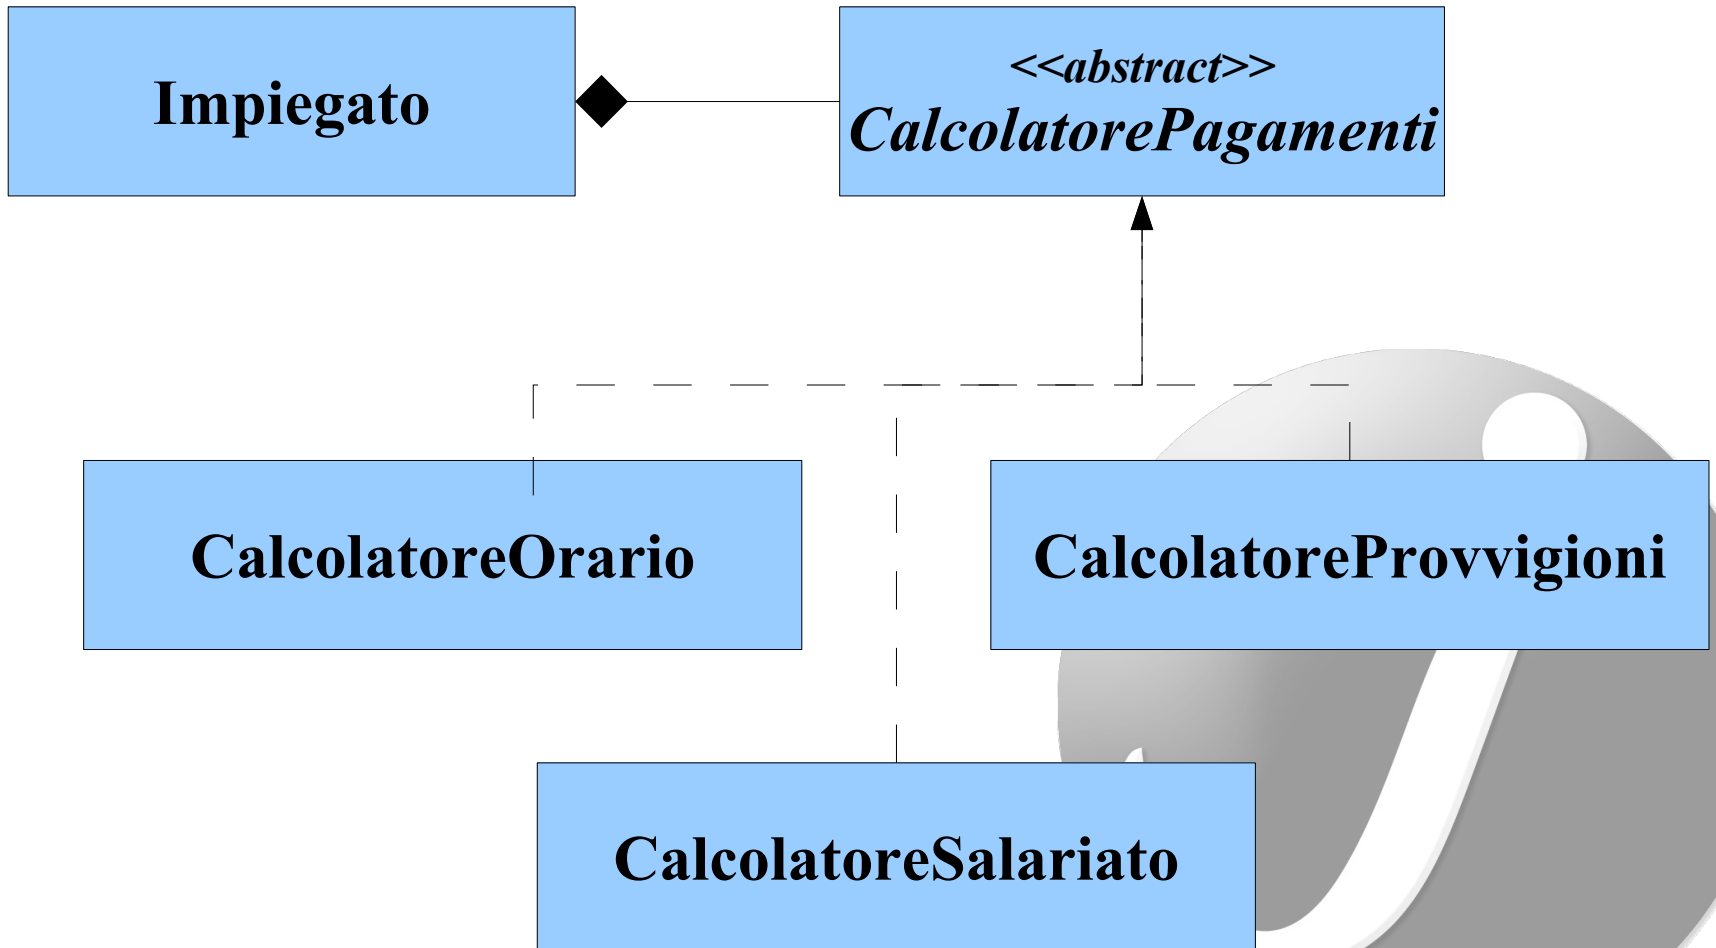 Impiegato
<<abstract>>
CalcolatorePagamenti
CalcolatoreOrario
CalcolatoreProvvigioni
CalcolatoreSalariato